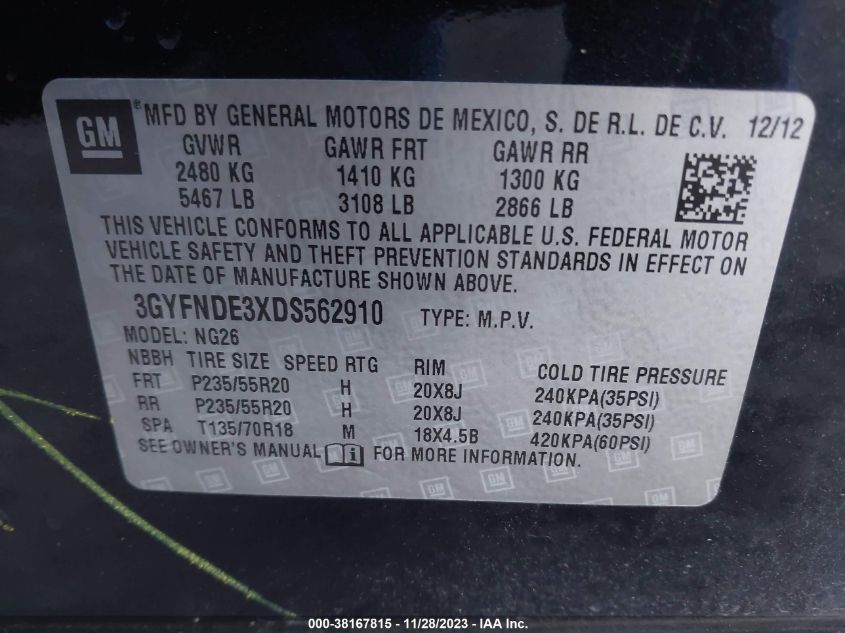 GM
MFD BY GENERAL MOTORS DE MEXICO, S. DE R.L. DE C.V. 12/12
GVWR GAWR FRT GAWR RR
2480 KG 1410 KG 1300 KG
5467 LB 3108 LB 2866 LB
THIS VEHICLE CONFORMS TO ALL APPLICABLE U.S. FEDERAL MOTOR
VEHICLE SAFETY AND THEFT PREVENTION STANDARDS IN EFFECT ON
THE DATE OF MANUFACTURE SHOWN ABOVE.
3GYFNDE3XDS562910 TYPE: M.P.V.
MODEL: NG26
NBBH TIRE SIZE SPEED RTG RIM COLD TIRE PRESSURE
FRT P235/55R20 H 20X8J 240KPA(35PSI)
RR P235/55R20 H 20X8J 240KPA(35PSI)
SPA T135/70R18 M 18X4.5B 420KPA(60PSI)
SEE OWNER'S MANUAL i FOR MORE INFORMATION.
000-38167815 - 11/28/2023 - IAA Inc.